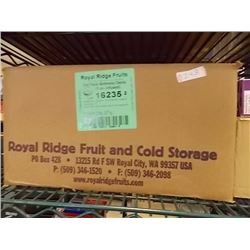 Royal Ridge Fruits
16235
Royal Ridge Fruit and Cold Storage
PO Box 428 • 13215 Rd F SW Royal City, WA 99357 USA
P: (509) 346-1520 • F: (509) 346-2098
www.royalridgefruits.com